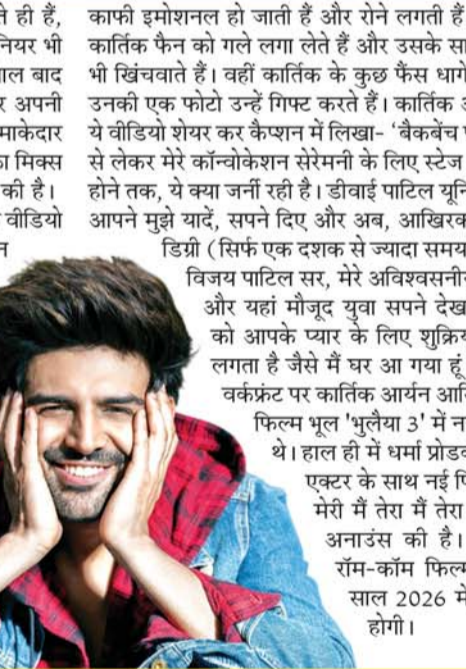 ते ही हैं,
नियर भी
ाल बाद
र अपनी
माकेदार
ा मिक्स
की है।
वीडियो
न
काफी इमोशनल हो जाती हैं और रोने लगती हैं
कार्तिक फैन को गले लगा लेते हैं और उसके सा
भी खिंचवाते हैं। वहीं कार्तिक के कुछ फैंस धागे
उनकी एक फोटो उन्हें गिफ्ट करते हैं। कार्तिक
ये वीडियो शेयर कर कैप्शन में लिखा- ‘बैकबेंच
से लेकर मेरे कॉन्वोकेशन सेरेमनी के लिए स्टेज
होने तक, ये क्या जर्नी रही है। डीवाई पाटिल यूनि
आपने मुझे यादें, सपने दिए और अब, आखिरक
डिग्री (सिर्फ एक दशक से ज्यादा समय
विजय पाटिल सर, मेरे अविश्वसनी
और यहां मौजूद युवा सपने देख
को आपके प्यार के लिए शुक्रिय
लगता है जैसे मैं घर आ गया हूं
वर्कफ्रंट पर कार्तिक आर्यन आ
फिल्म भूल 'भुलैया 3' में न
थे। हाल ही में धर्मा प्रोडक
एक्टर के साथ नई फि
मेरी मैं तेरा मैं तेरा
अनाउंस की है।
रॉम-कॉम फिल्म
साल 2026 में
होगी।